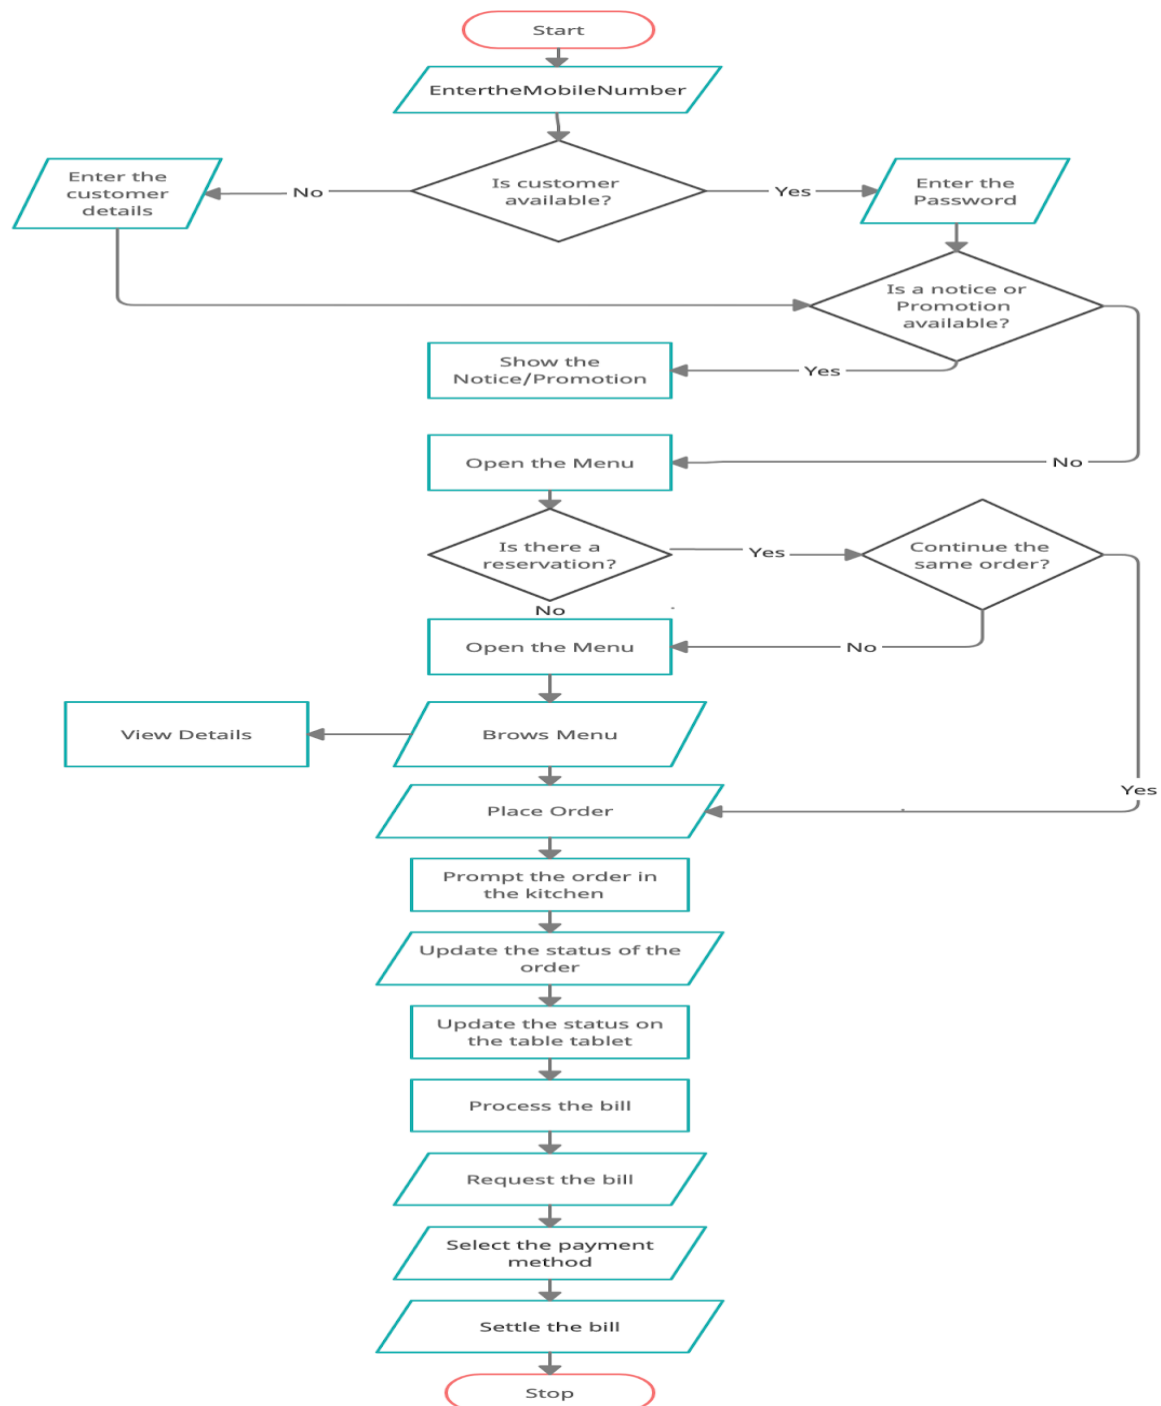 Start
EntertheMobileNumber
Is customer
available?
No
Yes
Enter the
customer
details
Enter the
Password
Is a notice or
Promotion
available?
Yes
Show the
Notice/Promotion
No
Open the Menu
Is there a
reservation?
Yes
Continue the
same order?
No
No
Open the Menu
Brows Menu
View Details
Yes
Place Order
Prompt the order in
the kitchen
Update the status of the
order
Update the status on
the table tablet
Process the bill
Request the bill
Select the payment
method
Settle the bill
Stop